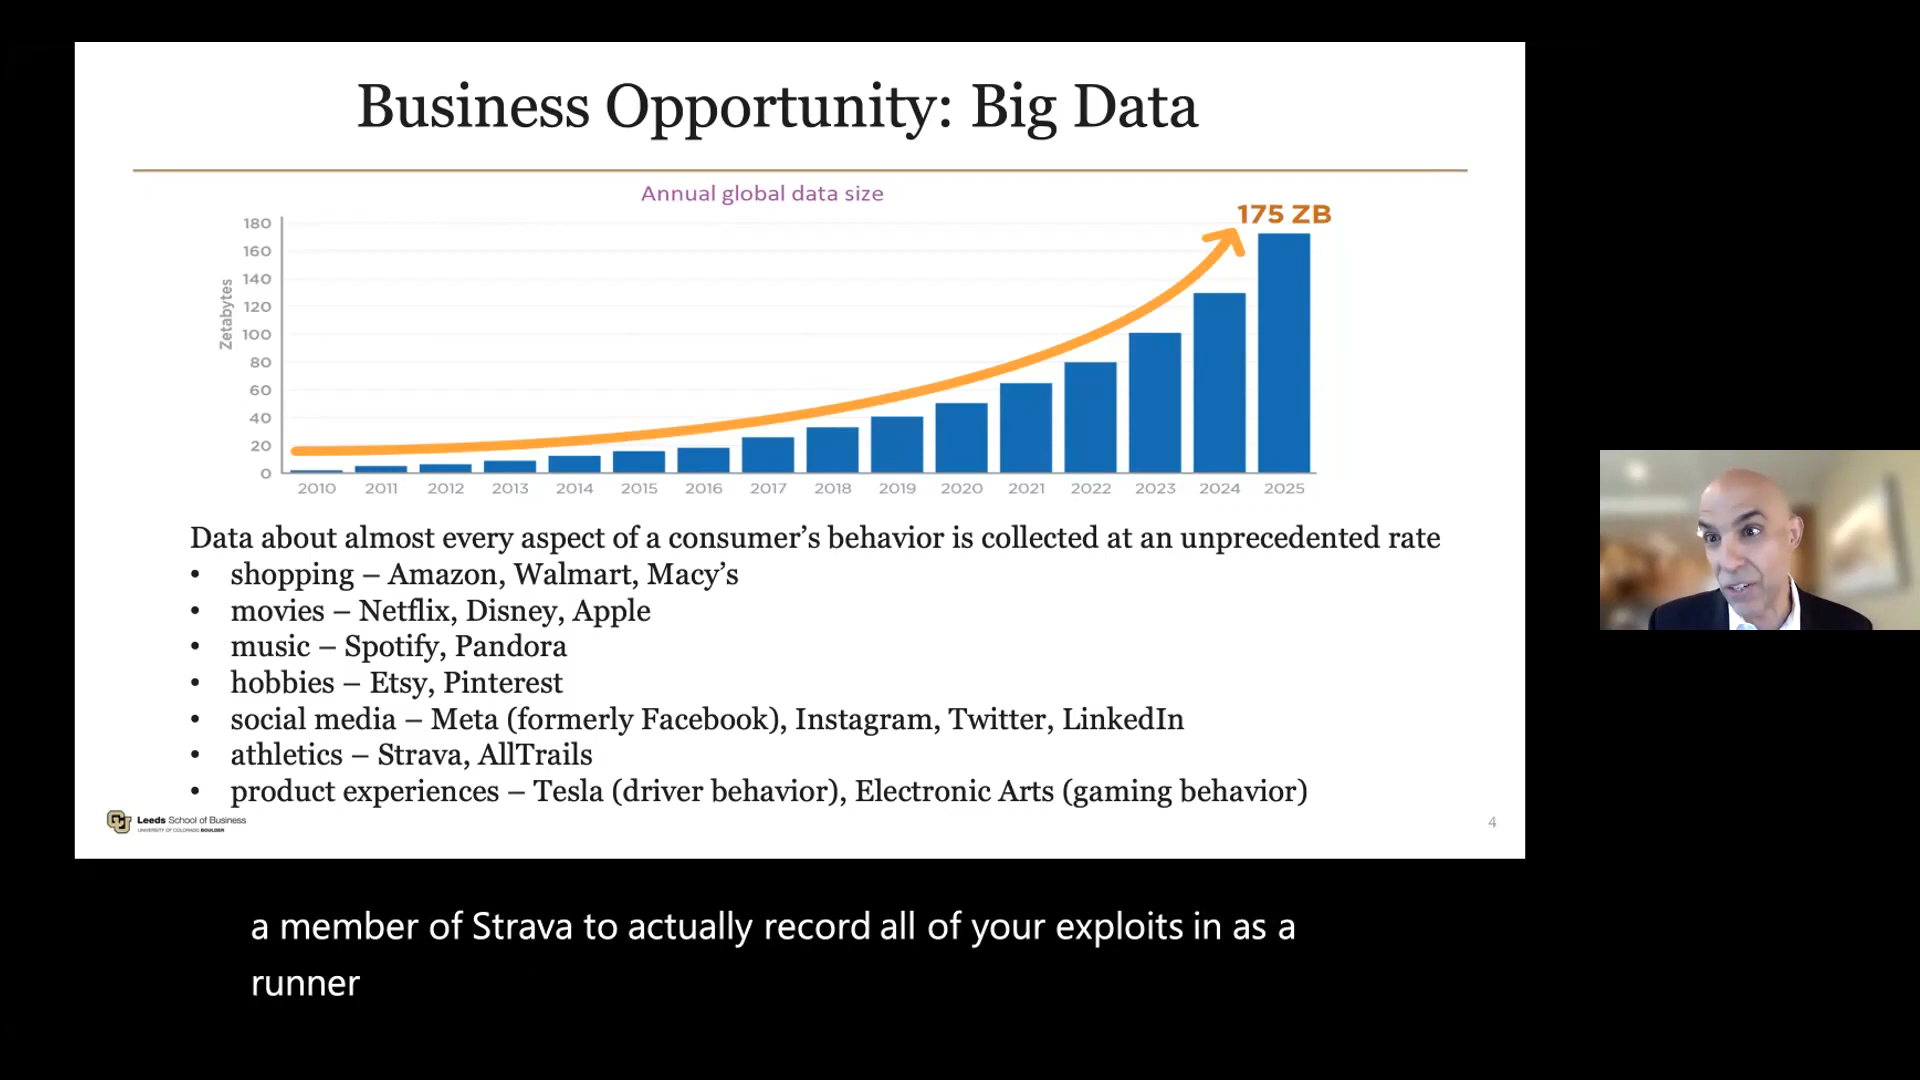 Business Opportunity: Big Data
Annual global data size
175 ZB
Zetabytes
180
160
140
120
100
80
60
40
20
0
2010 2011 2012 2013 2014 2015 2016 2017 2018 2019 2020 2021 2022 2023 2024 2025
Data about almost every aspect of a consumer’s behavior is collected at an unprecedented rate
• shopping – Amazon, Walmart, Macy’s
• movies – Netflix, Disney, Apple
• music – Spotify, Pandora
• hobbies – Etsy, Pinterest
• social media – Meta (formerly Facebook), Instagram, Twitter, LinkedIn
• athletics – Strava, AllTrails
• product experiences – Tesla (driver behavior), Electronic Arts (gaming behavior)
Leeds School of Business
UNIVERSITY OF COLORADO BOULDER
4
a member of Strava to actually record all of your exploits in as a
runner